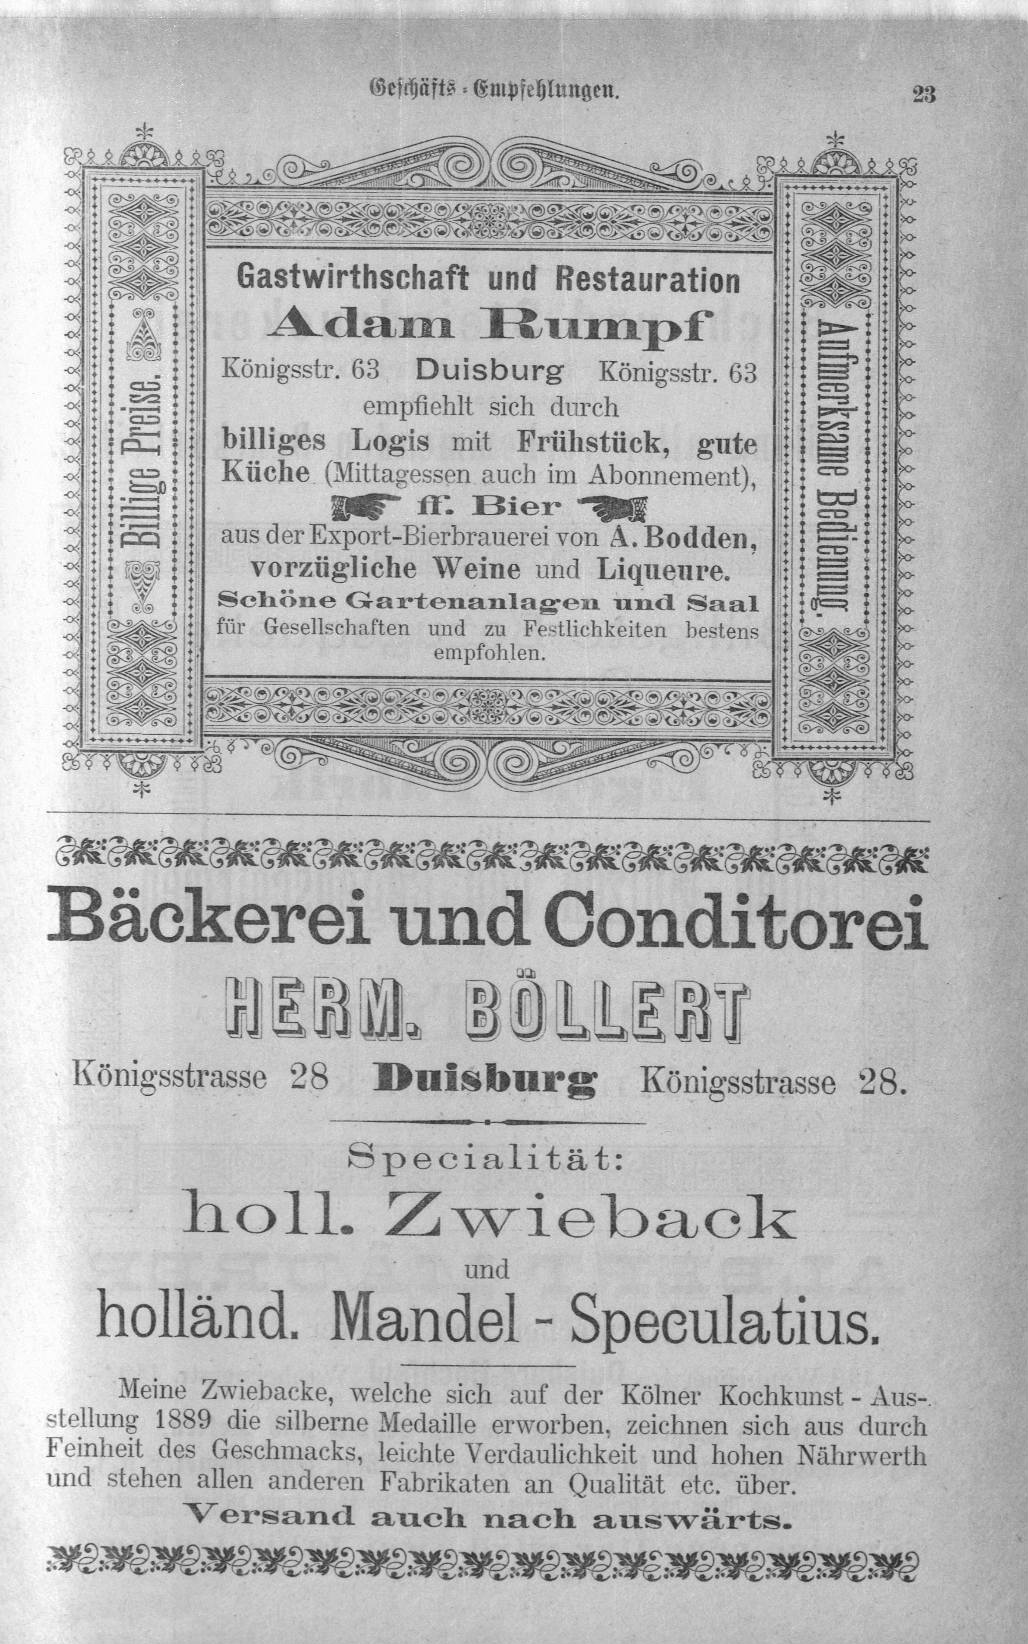 Geschäfts-Empfehlungen.
23
Billige Preise.
Gastwirthschaft und Restauration
Adam Rumpf
Königsstr. 63 Duisburg Königsstr. 63
empfiehlt sich durch
billiges Logis mit Frühstück, gute
Küche (Mittagessen auch im Abonnement),
ff. Bier
aus der Export-Bierbrauerei von A. Bodden,
vorzügliche Weine und Liqueure.
Schöne Gartenanlagen und Saal
für Gesellschaften und zu Festlichkeiten bestens
empfohlen.
Aufmerksame Bedienung.
Bäckerei und Conditorei
HERM. BÖLLERT
Königsstrasse 28 Duisburg Königsstrasse 28.
Specialität:
holl. Zwieback
und
holländ. Mandel-Speculatius.
Meine Zwiebacke, welche sich auf der Kölner Kochkunst-Aus-
stellung 1889 die silberne Medaille erworben, zeichnen sich aus durch
Feinheit des Geschmacks, leichte Verdaulichkeit und hohen Nährwerth
und stehen allen anderen Fabrikaten an Qualität etc. über.
Versand auch nach auswärts.